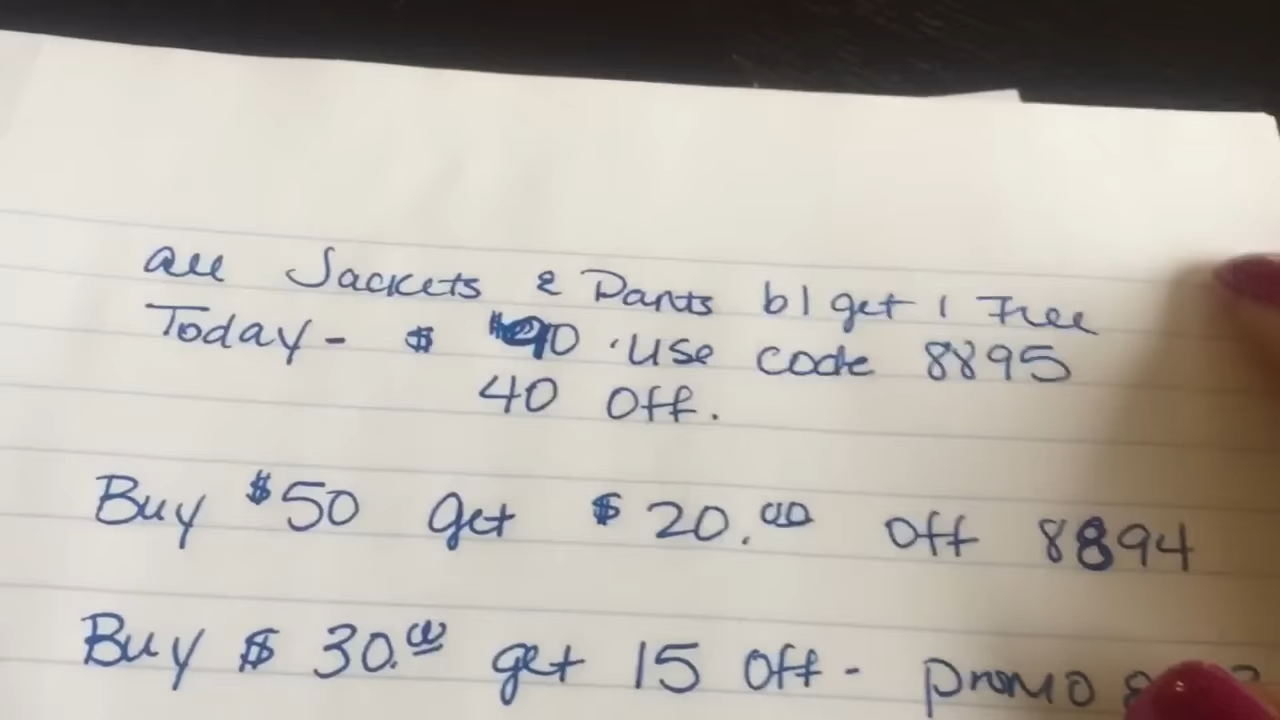 all Jackets & Pants b1 get 1 Free
Today - $ 90 . use code 8895
40 Off.
Buy $50 get $20.00 Off 8894
Buy $30.00 get 15 Off - promo